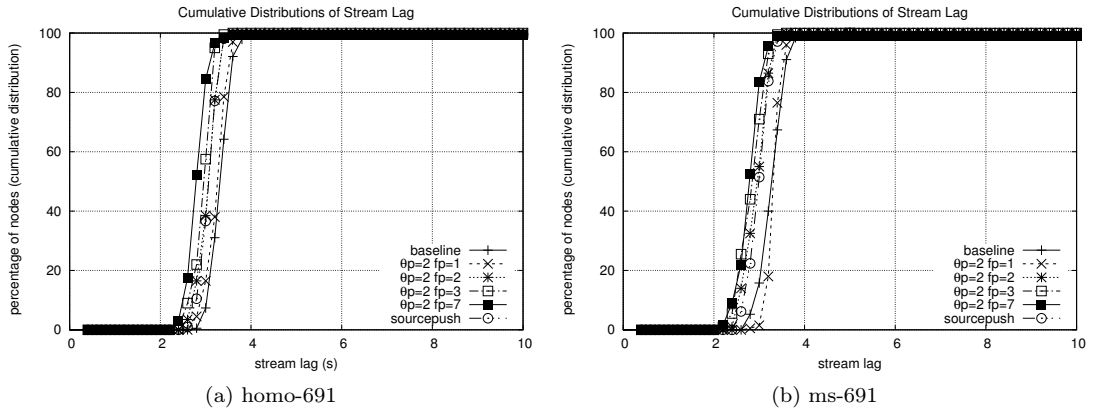 Cumulative Distributions of Stream Lag
percentage of nodes (cumulative distribution)
100
80
60
40
20
0
baseline
θp=2 fp=1
θp=2 fp=2
θp=2 fp=3
θp=2 fp=7
sourcepush
0 2 4 6 8 10
stream lag (s)
(a) homo-691
Cumulative Distributions of Stream Lag
percentage of nodes (cumulative distribution)
100
80
60
40
20
0
baseline
θp=2 fp=1
θp=2 fp=2
θp=2 fp=3
θp=2 fp=7
sourcepush
0 2 4 6 8 10
stream lag
(b) ms-691